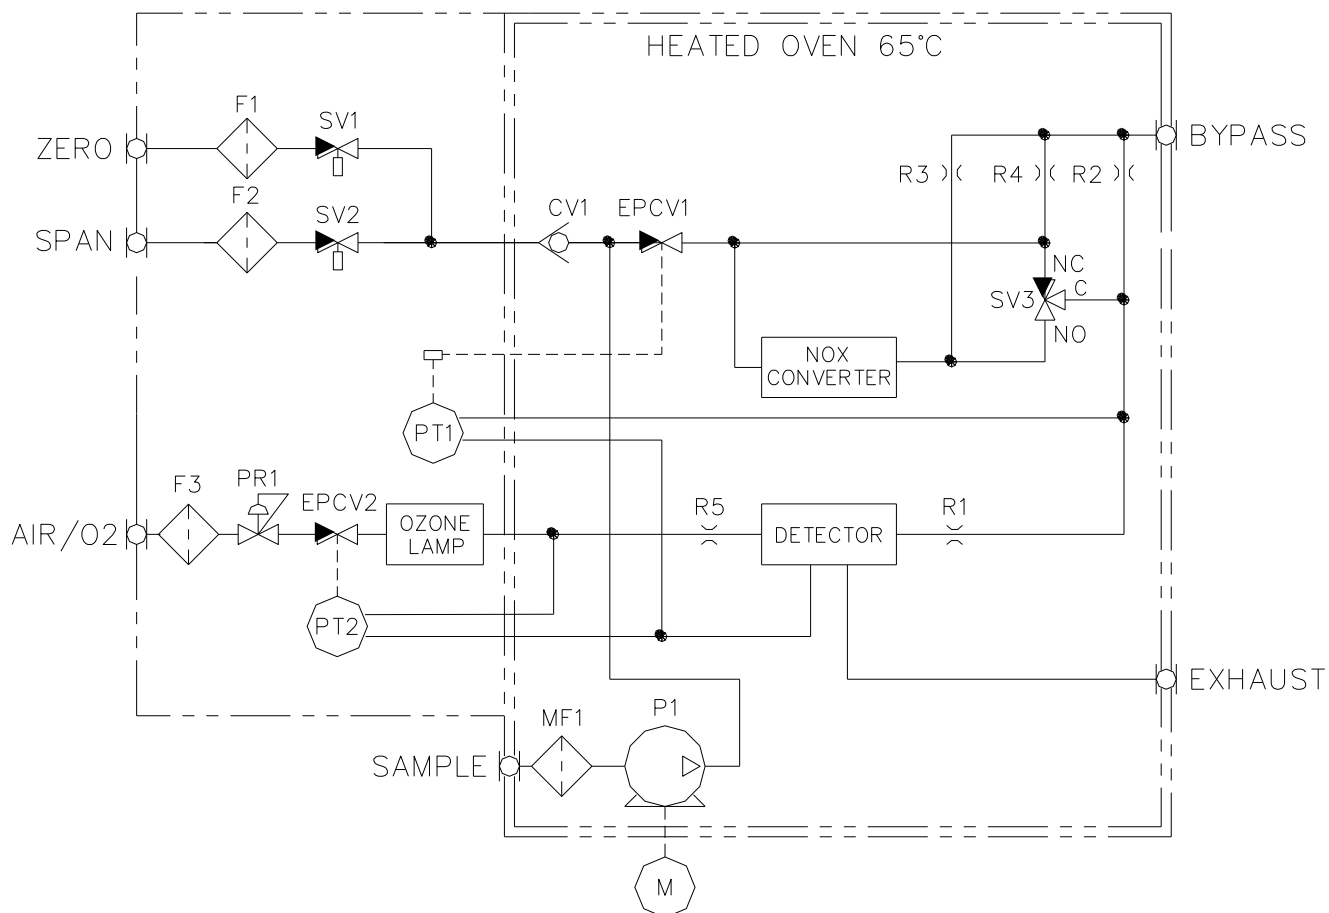 HEATED OVEN 65°C
F1
SV1
ZERO
BYPASS
R3
R4
R2
F2
SV2
CV1
EPCV1
SPAN
NC
C
SV3
NO
NOX
CONVERTER
PT1
F3
PR1
EPCV2
R5
R1
AIR/O2
OZONE
LAMP
DETECTOR
PT2
EXHAUST
MF1
P1
SAMPLE
M